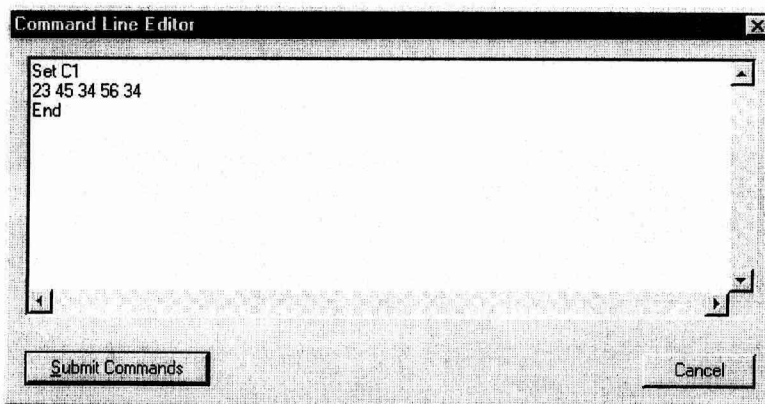 Command Line Editor
Set C1
23 45 34 56 34
End
Submit Commands
Cancel